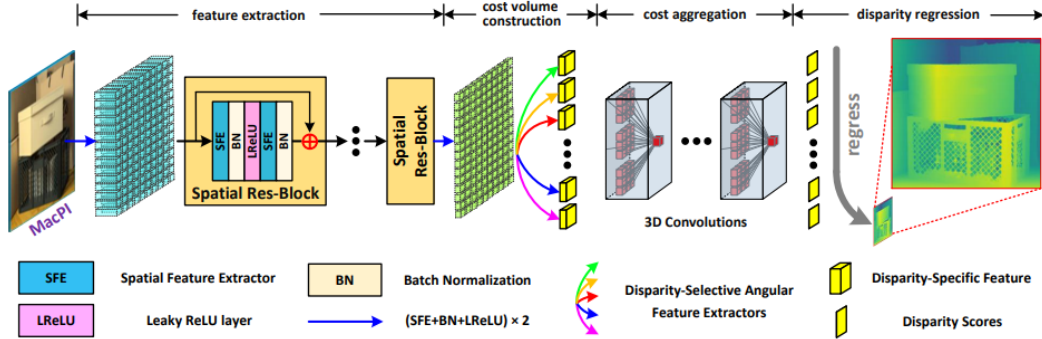 feature extraction
cost volume
construction
cost aggregation
disparity regression
MacPI
SFE
BN
LReLU
SFE
BN
Spatial Res-Block
Spatial
Res-Block
3D Convolutions
regress
SFE
Spatial Feature Extractor
BN
Batch Normalization
Disparity-Selective Angular
Feature Extractors
Disparity-Specific Feature
LReLU
Leaky ReLU layer
(SFE+BN+LReLU) × 2
Disparity Scores